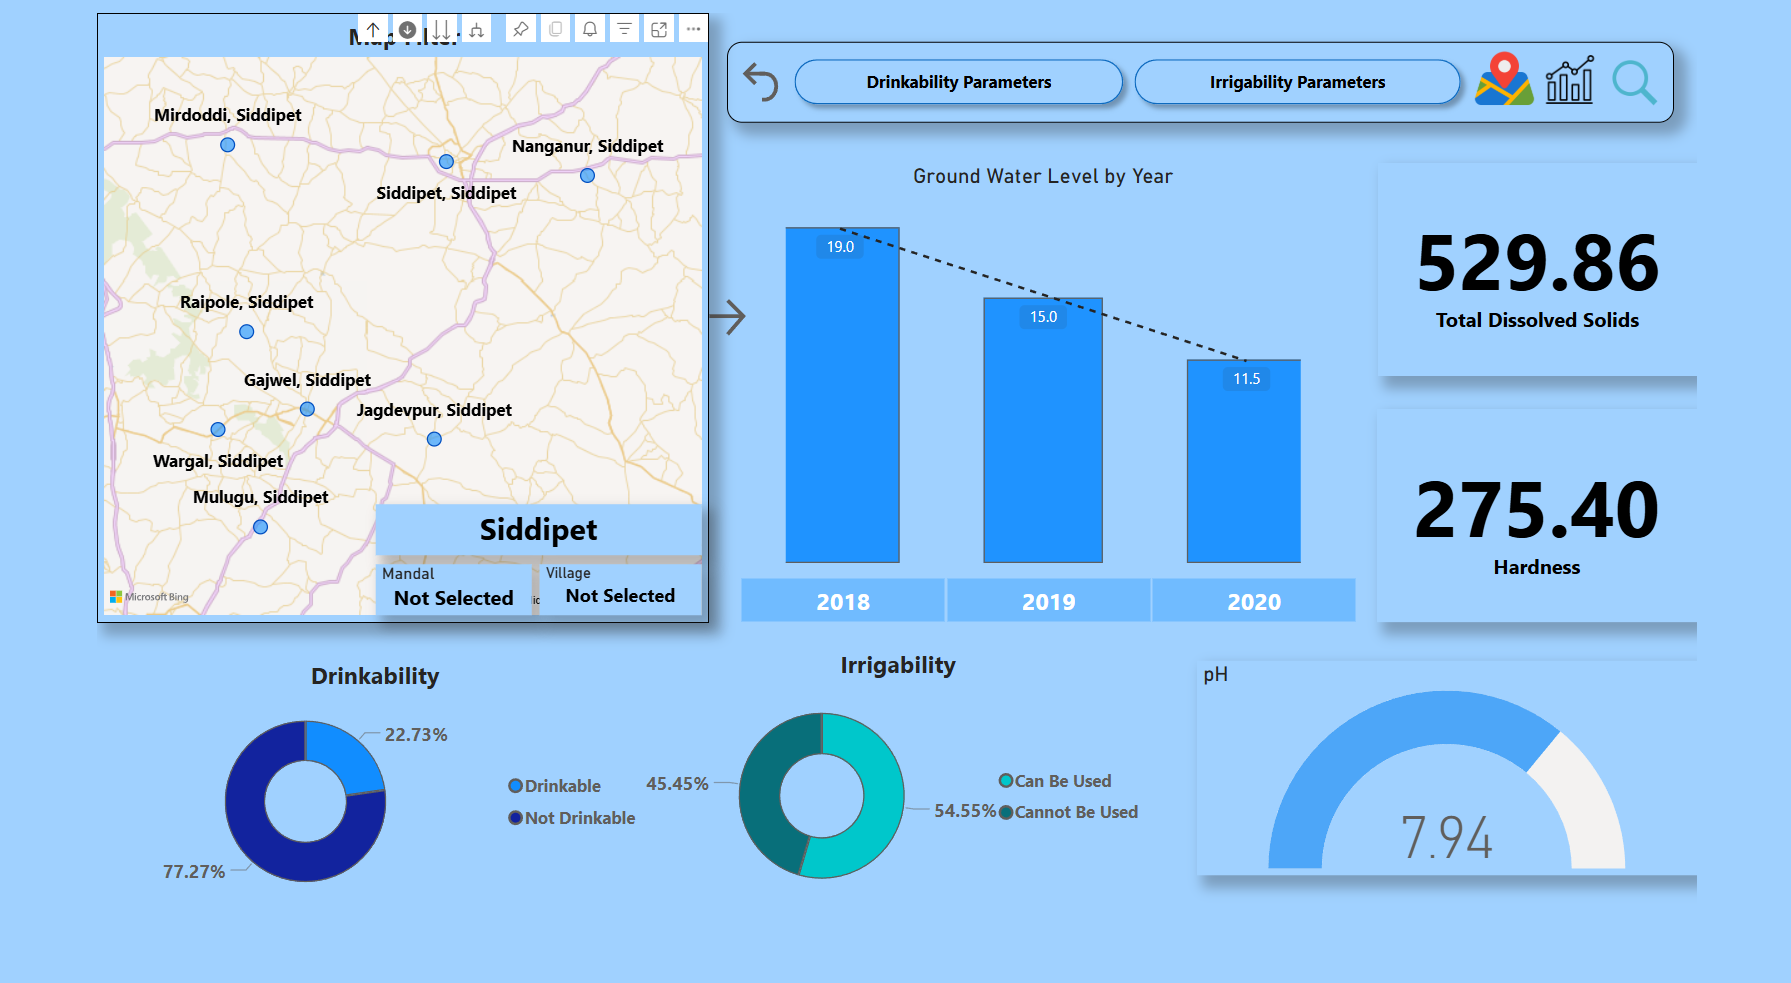 Map Filter
Mirdoddi, Siddipet
Nanganur, Siddipet
Siddipet, Siddipet
Raipole, Siddipet
Gajwel, Siddipet
Jagdevpur, Siddipet
Wargal, Siddipet
Mulugu, Siddipet
Siddipet
Mandal
Not Selected
Village
Not Selected
Microsoft Bing
Drinkability Parameters
Irrigability Parameters
Ground Water Level by Year
19.0
15.0
11.5
2018
2019
2020
529.86
Total Dissolved Solids
275.40
Hardness
Drinkability
22.73%
77.27%
Drinkable
Not Drinkable
Irrigability
45.45%
54.55%
Can Be Used
Cannot Be Used
pH
7.94